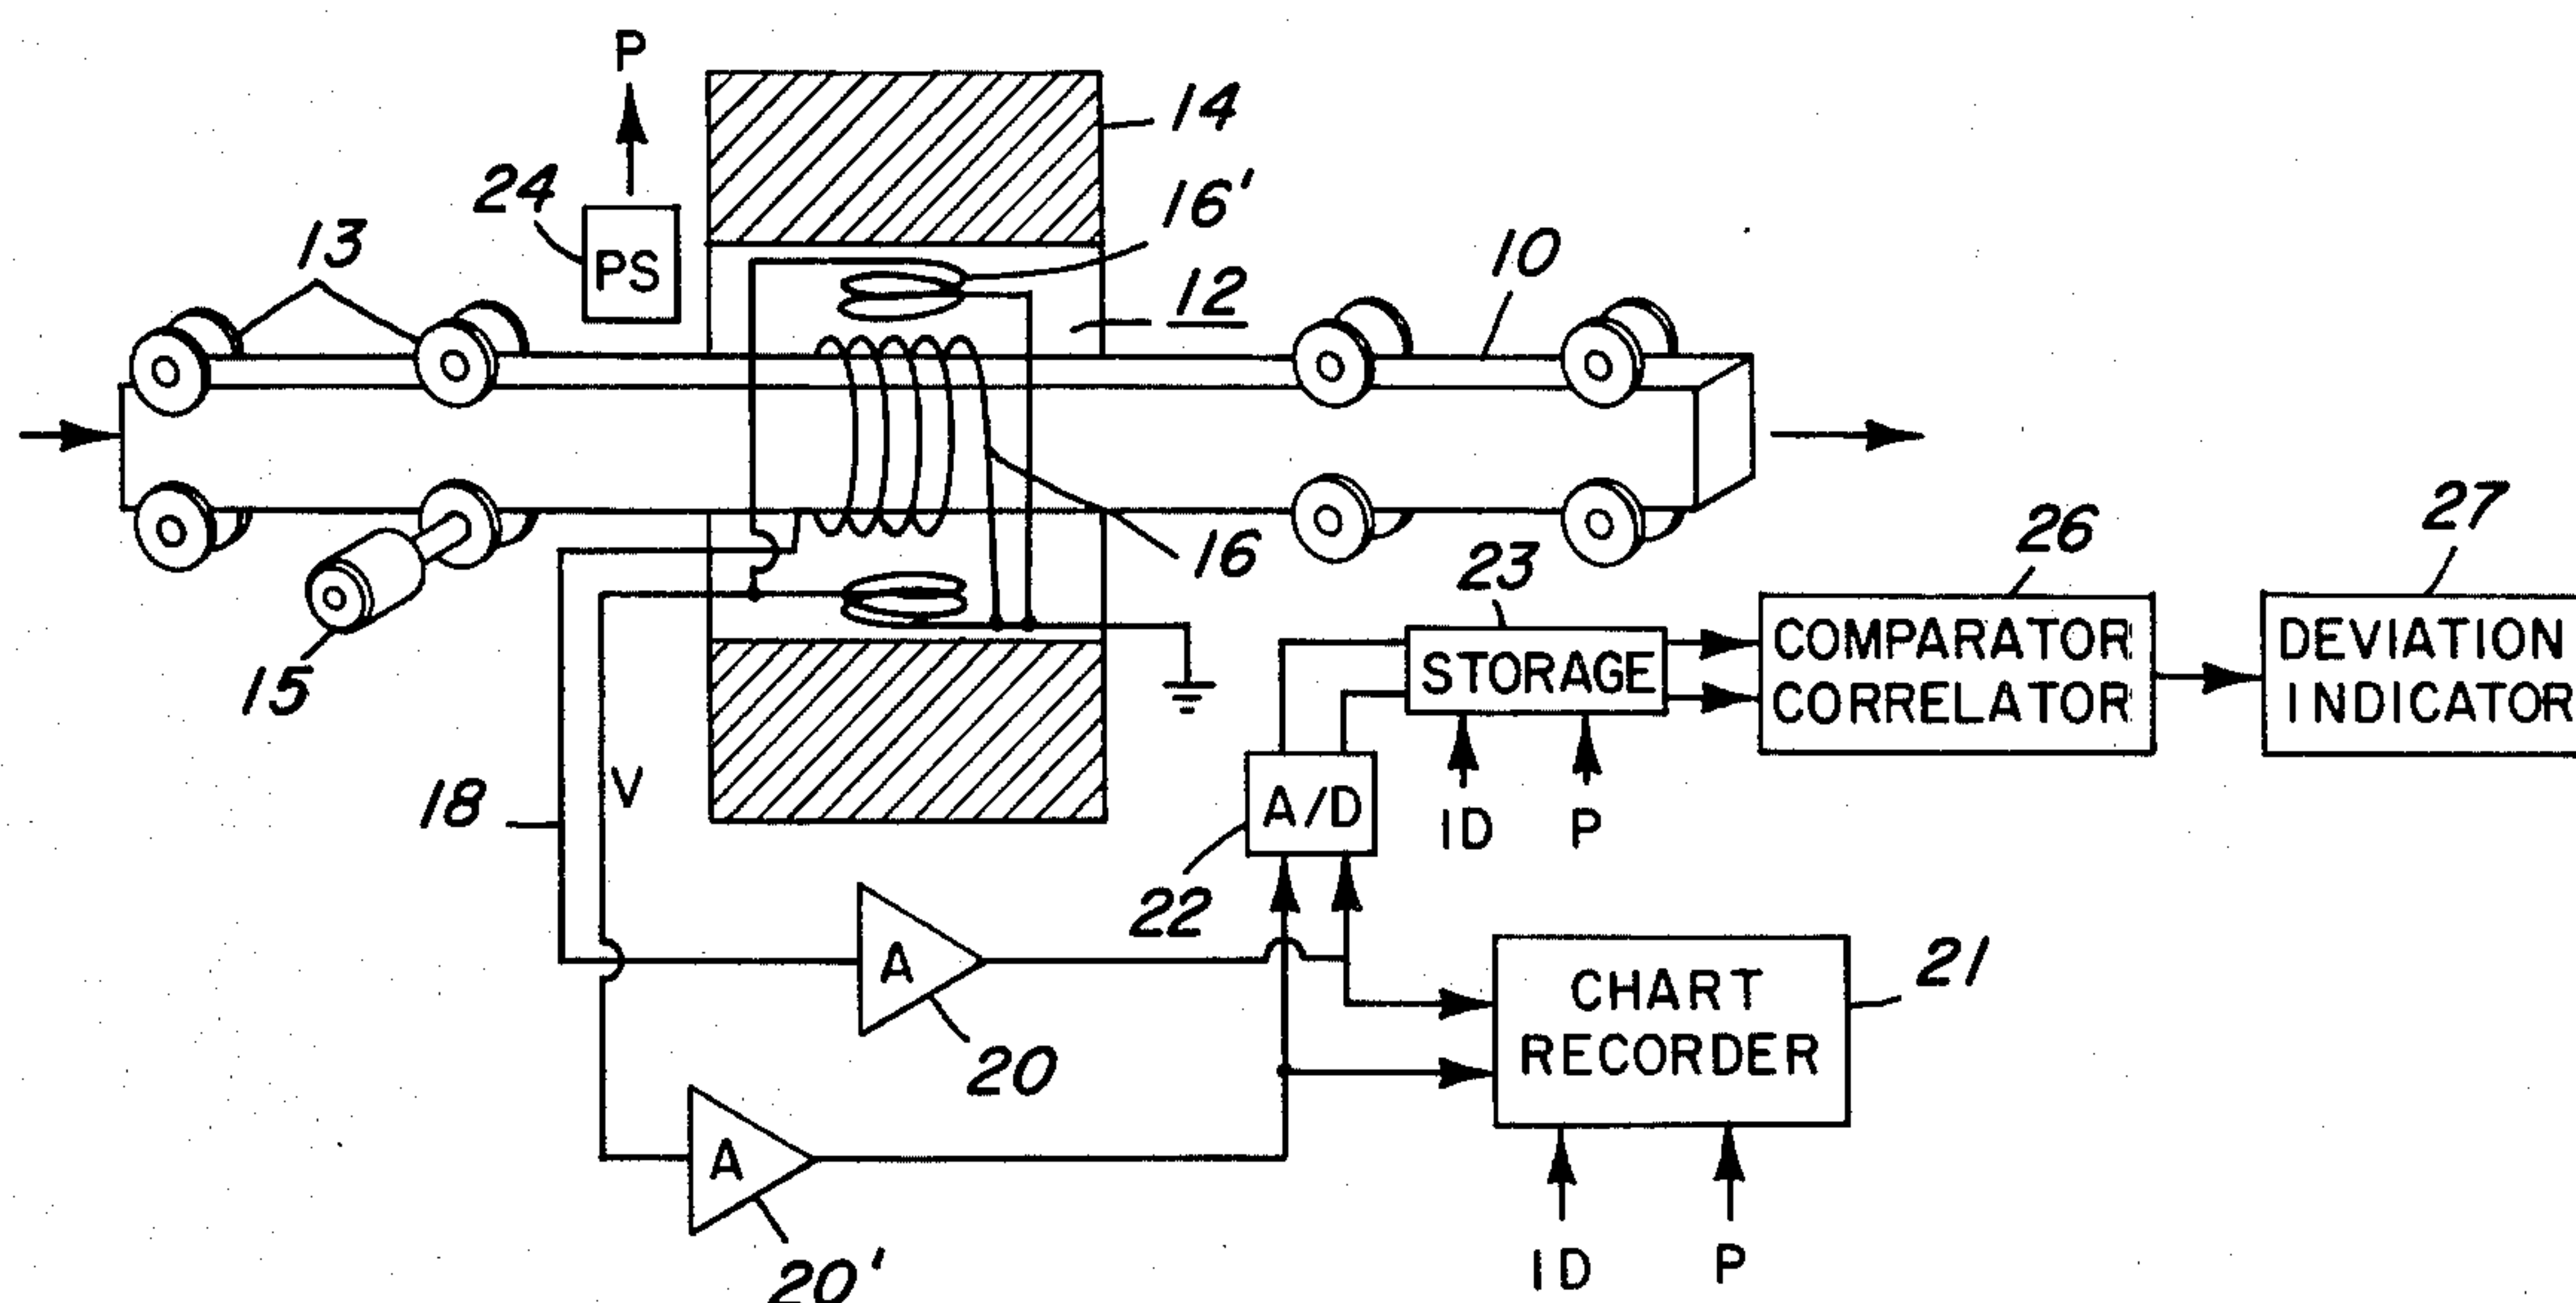 P
14
24
16'
13
PS
12
10
16
23
26
27
15
STORAGE
COMPARATOR
CORRELATOR
DEVIATION
INDICATOR
18
V
A/D
ID
P
22
A
20
CHART
RECORDER
21
A
20'
ID
P